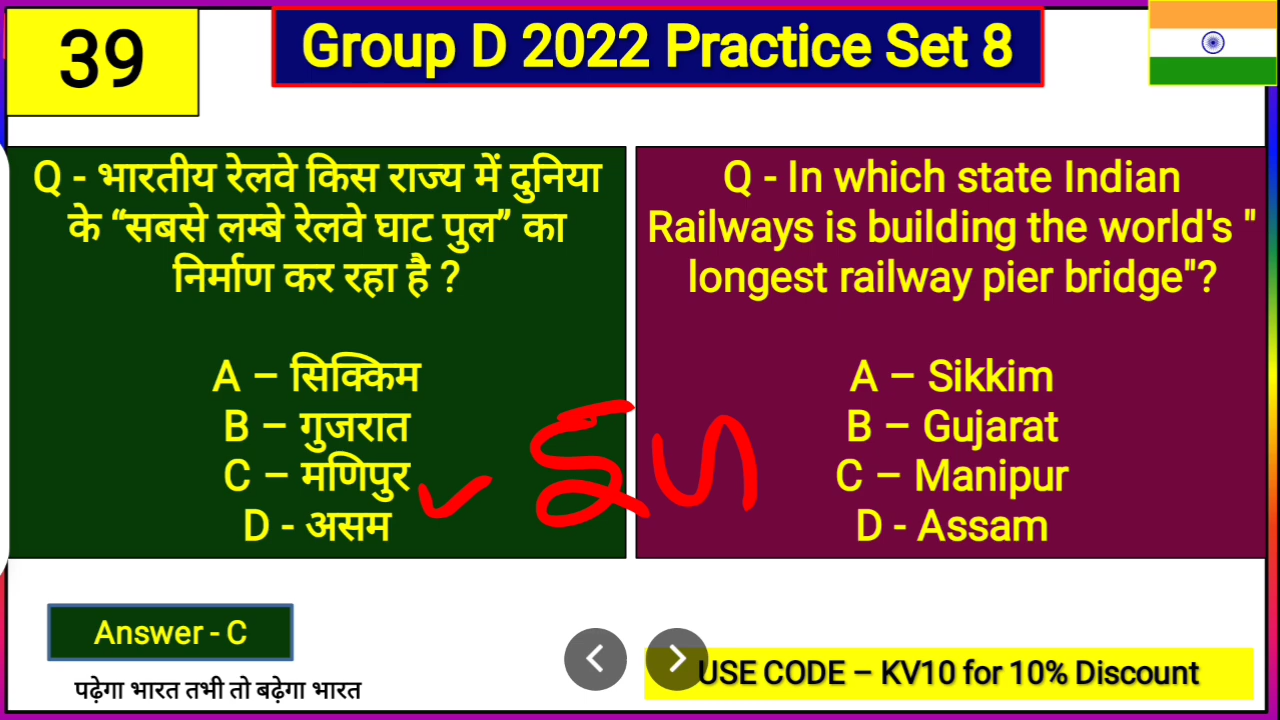 39
Group D 2022 Practice Set 8
Q - भारतीय रेलवे किस राज्य में दुनिया
के “सबसे लम्बे रेलवे घाट पुल” का
निर्माण कर रहा है ?
A – सिक्किम
B – गुजरात
C – मणिपुर
D - असम
Q - In which state Indian
Railways is building the world's "
longest railway pier bridge"?
A – Sikkim
B – Gujarat
C – Manipur
D - Assam
Answer - C
पढ़ेगा भारत तभी तो बढ़ेगा भारत
USE CODE – KV10 for 10% Discount